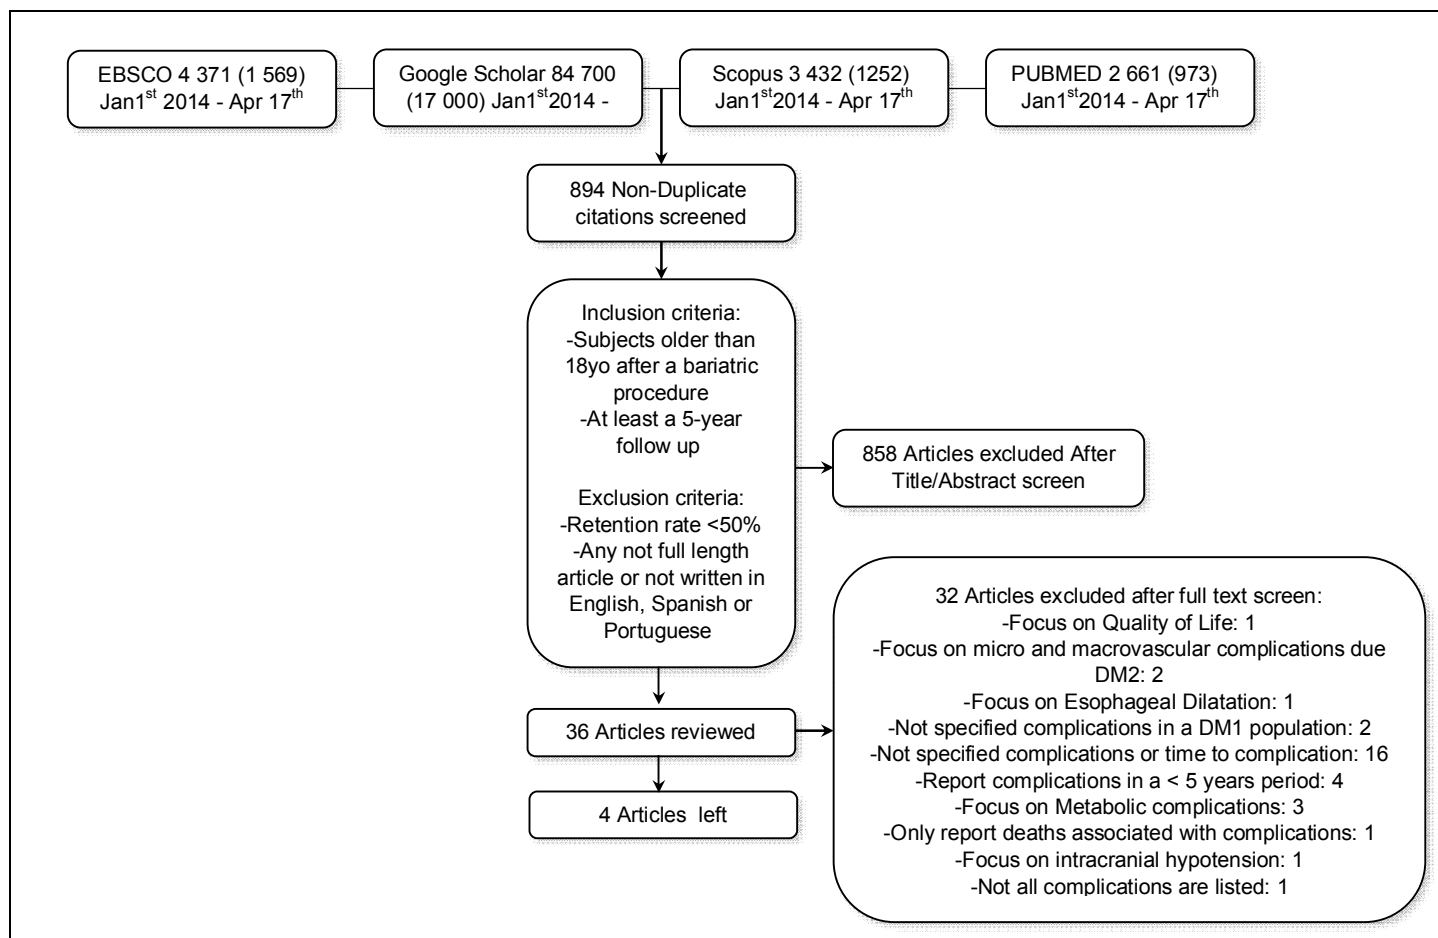 EBSCO 4 371 (1 569)
Jan1st 2014 - Apr 17th
Google Scholar 84 700
(17 000) Jan1st2014 -
Scopus 3 432 (1252)
Jan1st2014 - Apr 17th
PUBMED 2 661 (973)
Jan1st2014 - Apr 17th
894 Non-Duplicate
citations screened
Inclusion criteria:
-Subjects older than
18yo after a bariatric
procedure
-At least a 5-year
follow up
Exclusion criteria:
-Retention rate <50%
-Any not full length
article or not written in
English, Spanish or
Portuguese
858 Articles excluded After
Title/Abstract screen
36 Articles reviewed
32 Articles excluded after full text screen:
-Focus on Quality of Life: 1
-Focus on micro and macrovascular complications due
DM2: 2
-Focus on Esophageal Dilatation: 1
-Not specified complications in a DM1 population: 2
-Not specified complications or time to complication: 16
-Report complications in a < 5 years period: 4
-Focus on Metabolic complications: 3
-Only report deaths associated with complications: 1
-Focus on intracranial hypotension: 1
-Not all complications are listed: 1
4 Articles left